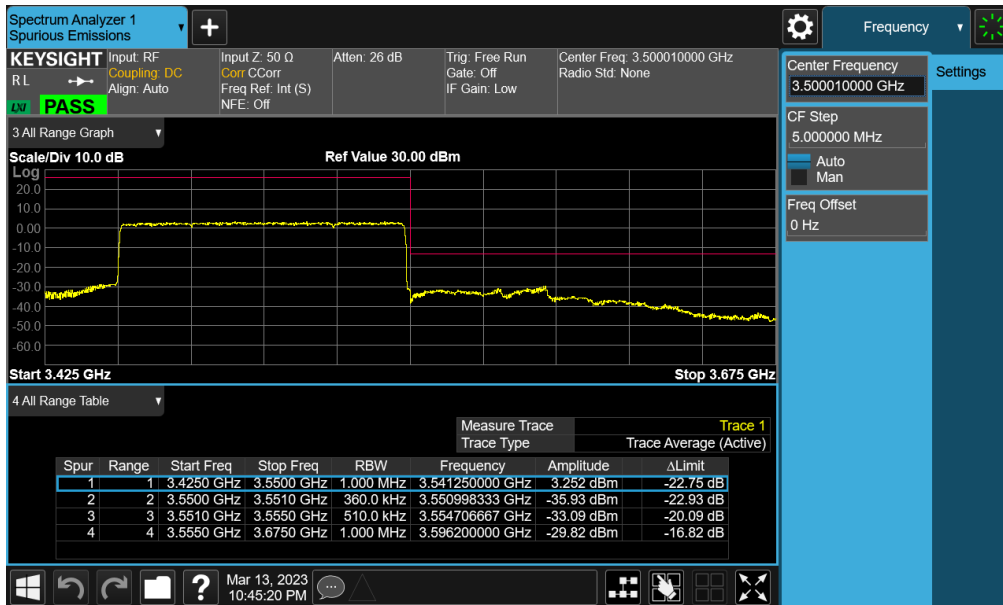 Spectrum Analyzer 1
Spurious Emissions
Frequency
KEYSIGHT
R L
LXI PASS
Input: RF
Coupling: DC
Align: Auto
Input Z: 50 Ω
Corr CCorr
Freq Ref: Int (S)
NFE: Off
Atten: 26 dB
Trig: Free Run
Gate: Off
IF Gain: Low
Center Freq: 3.500010000 GHz
Radio Std: None
Center Frequency
3.500010000 GHz
Settings
CF Step
5.000000 MHz
Auto
Man
Freq Offset
0 Hz
3 All Range Graph
Scale/Div 10.0 dB Ref Value 30.00 dBm
Log
20.0
10.0
0.00
-10.0
-20.0
-30.0
-40.0
-50.0
-60.0
Start 3.425 GHz Stop 3.675 GHz
4 All Range Table
Measure Trace Trace 1
Trace Type Trace Average (Active)
Spur Range Start Freq Stop Freq RBW Frequency Amplitude ΔLimit
1 1 3.4250 GHz 3.5500 GHz 1.000 MHz 3.541250000 GHz 3.252 dBm -22.75 dB
2 2 3.5500 GHz 3.5510 GHz 360.0 kHz 3.550998333 GHz -35.93 dBm -22.93 dB
3 3 3.5510 GHz 3.5550 GHz 510.0 kHz 3.554706667 GHz -33.09 dBm -20.09 dB
4 4 3.5550 GHz 3.6750 GHz 1.000 MHz 3.596200000 GHz -29.82 dBm -16.82 dB
Mar 13, 2023
10:45:20 PM